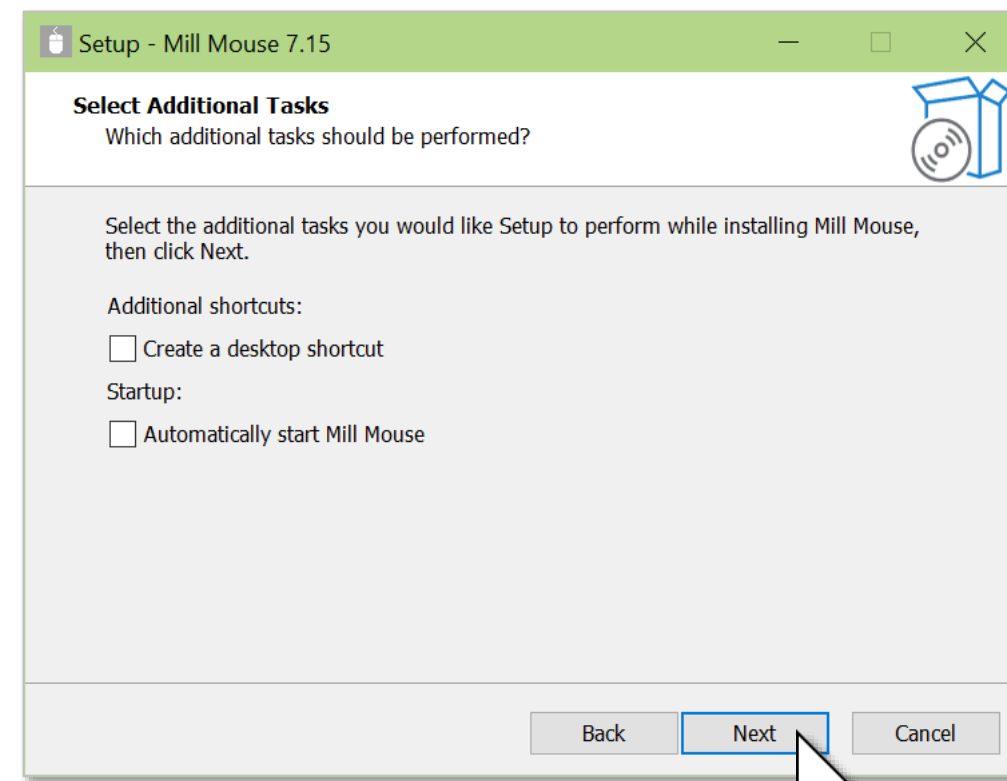 Setup - Mill Mouse 7.15
Select Additional Tasks
Which additional tasks should be performed?
Select the additional tasks you would like Setup to perform while installing Mill Mouse,
then click Next.
Additional shortcuts:
Create a desktop shortcut
Startup:
Automatically start Mill Mouse
Back Next Cancel